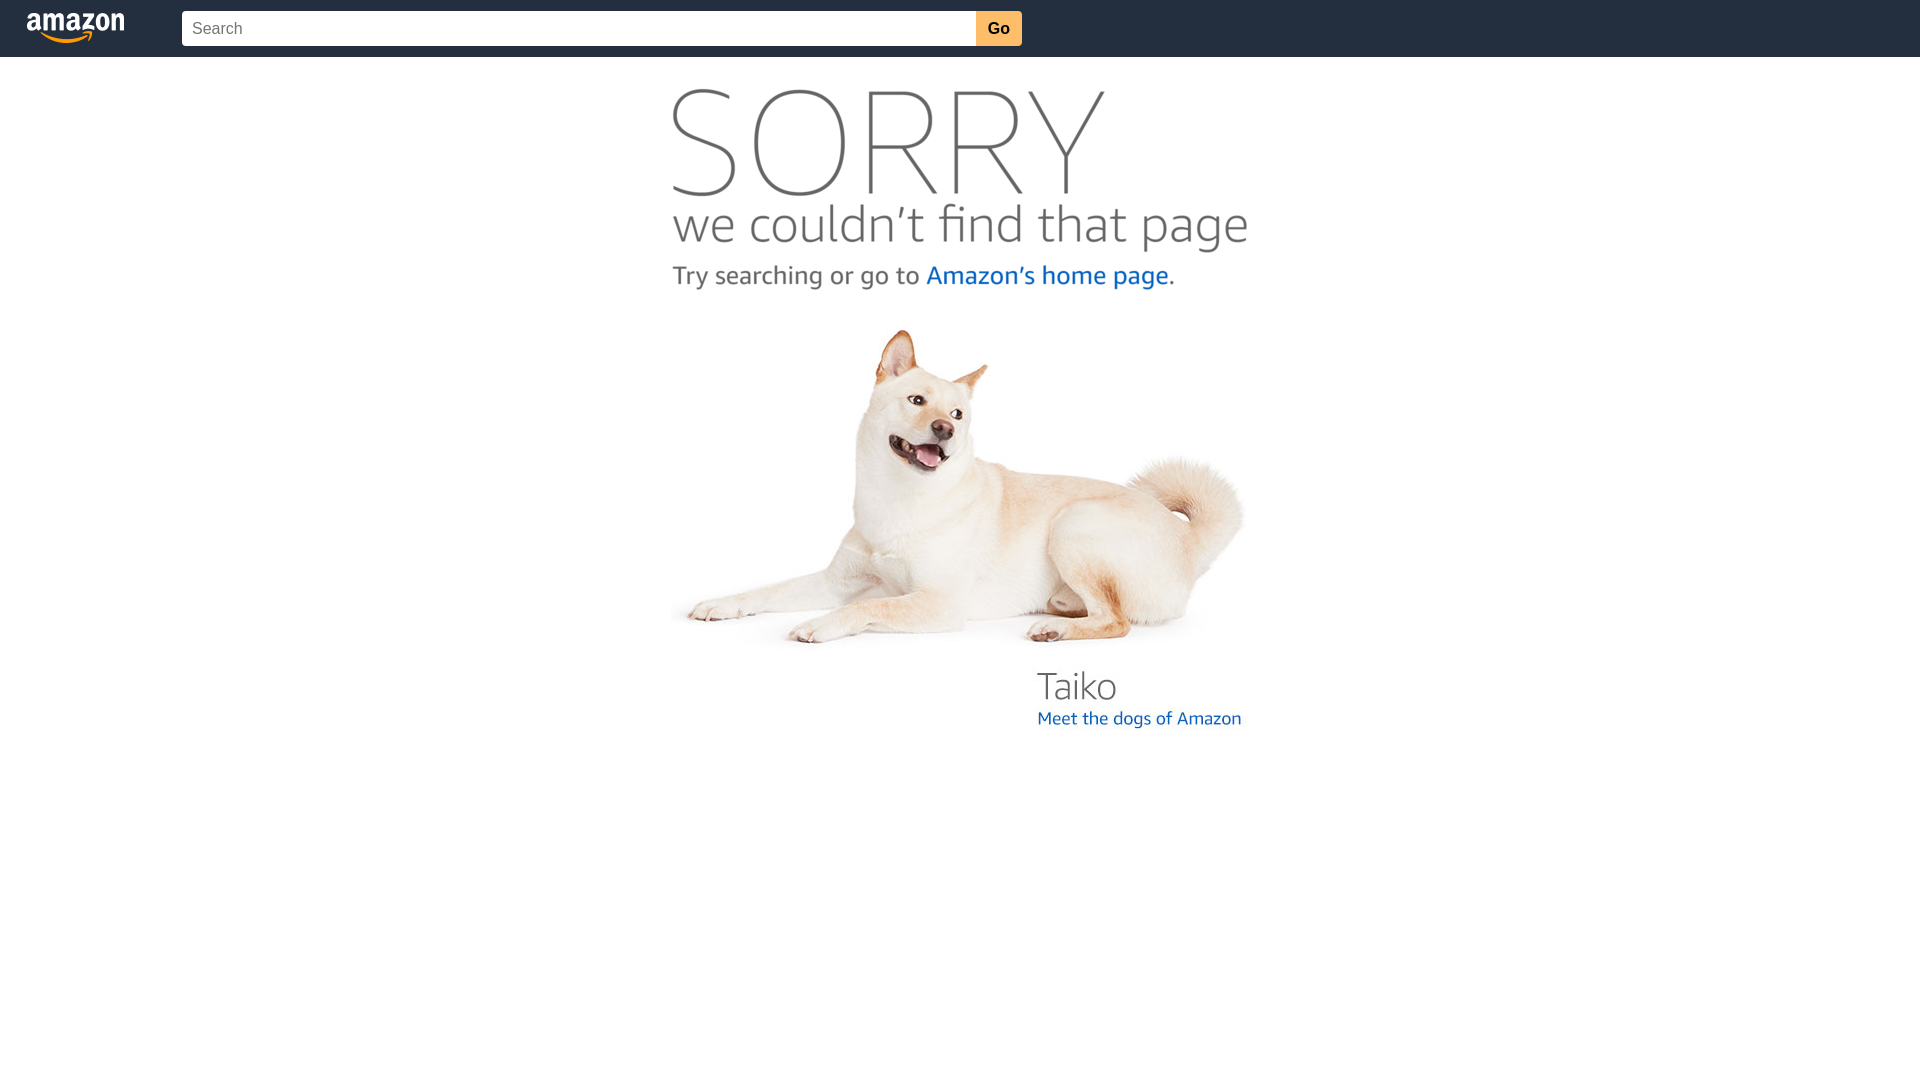 amazon
Search
Go
SORRY
we couldn't find that page
Try searching or go to Amazon's home page.
Taiko
Meet the dogs of Amazon